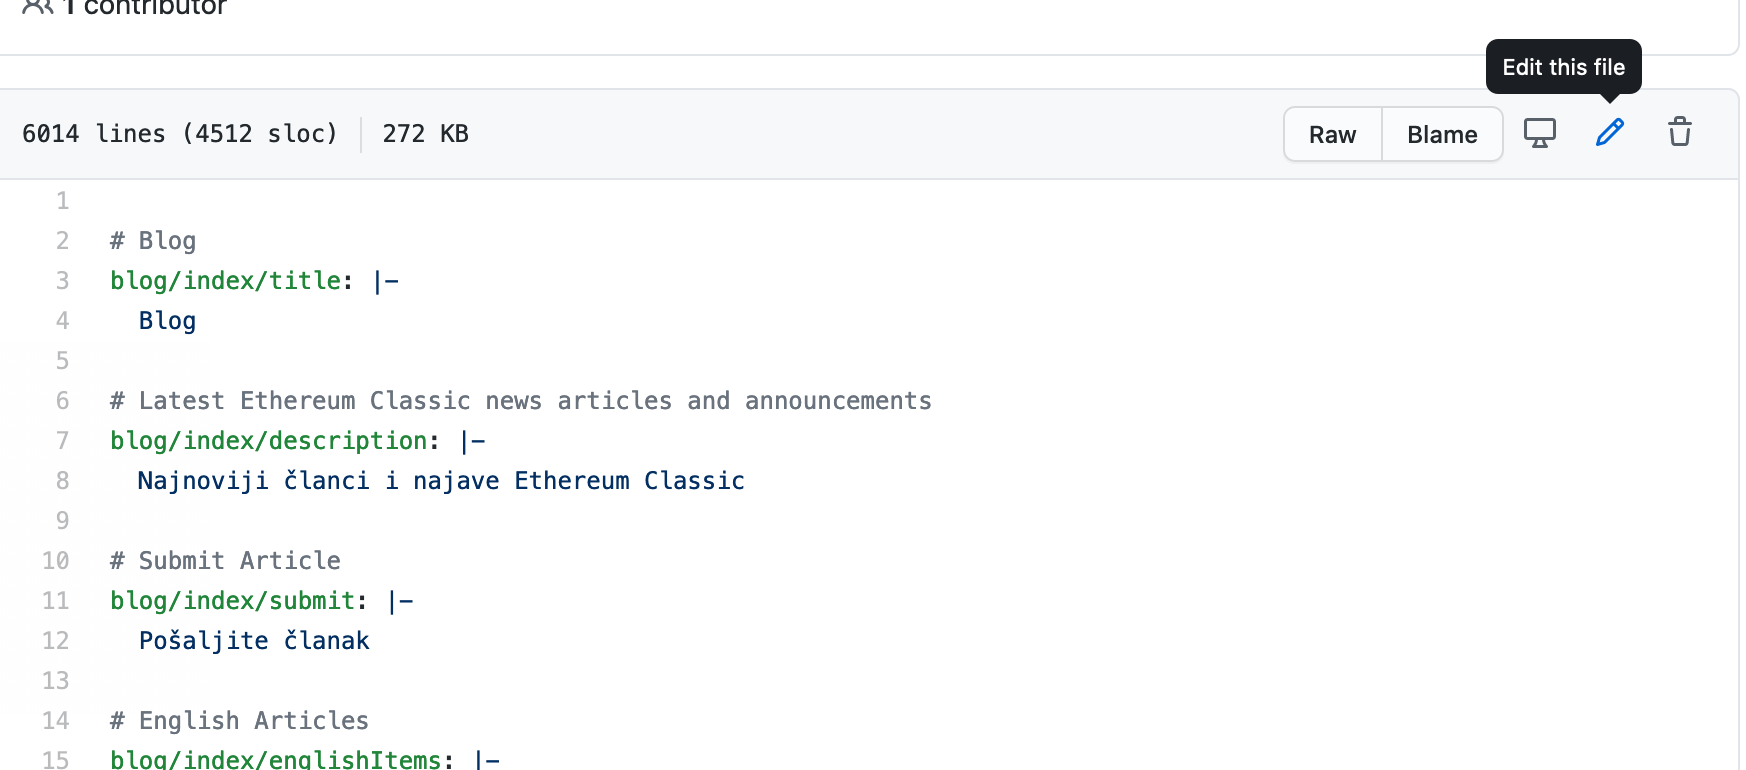 1 contributor
Edit this file
6014 lines (4512 sloc) 272 KB Raw Blame
1
2 # Blog
3 blog/index/title: |-
4 Blog
5
6 # Latest Ethereum Classic news articles and announcements
7 blog/index/description: |-
8 Najnoviji članci i najave Ethereum Classic
9
10 # Submit Article
11 blog/index/submit: |-
12 Pošaljite članak
13
14 # English Articles
15 blog/index/englishItems: |-